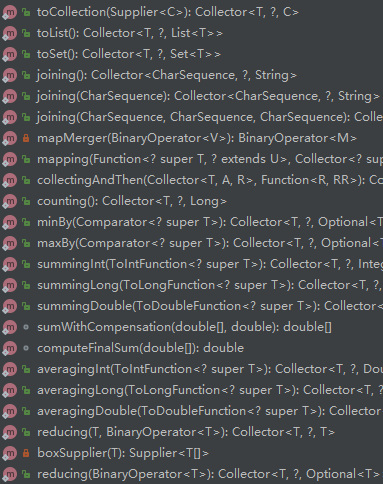 toCollection(Supplier<C>): Collector<T, ?, C>
toList(): Collector<T, ?, List<T>>
toSet(): Collector<T, ?, Set<T>>
joining(): Collector<CharSequence, ?, String>
joining(CharSequence): Collector<CharSequence, ?, String>
joining(CharSequence, CharSequence, CharSequence): Collec
mapMerger(BinaryOperator<V>): BinaryOperator<M>
mapping(Function<? super T, ? extends U>, Collector<? sup
collectingAndThen(Collector<T, A, R>, Function<R, RR>): Co
counting(): Collector<T, ?, Long>
minBy(Comparator<? super T>): Collector<T, ?, Optional<T
maxBy(Comparator<? super T>): Collector<T, ?, Optional<T
summingInt(ToIntFunction<? super T>): Collector<T, ?, Integ
summingLong(ToLongFunction<? super T>): Collector<T, ?,
summingDouble(ToDoubleFunction<? super T>): Collector<
sumWithCompensation(double[], double): double[]
computeFinalSum(double[]): double
averagingInt(ToIntFunction<? super T>): Collector<T, ?, Dou
averagingLong(ToLongFunction<? super T>): Collector<T, ?
averagingDouble(ToDoubleFunction<? super T>): Collector
reducing(T, BinaryOperator<T>): Collector<T, ?, T>
boxSupplier(T): Supplier<T[]>
reducing(BinaryOperator<T>): Collector<T, ?, Optional<T>